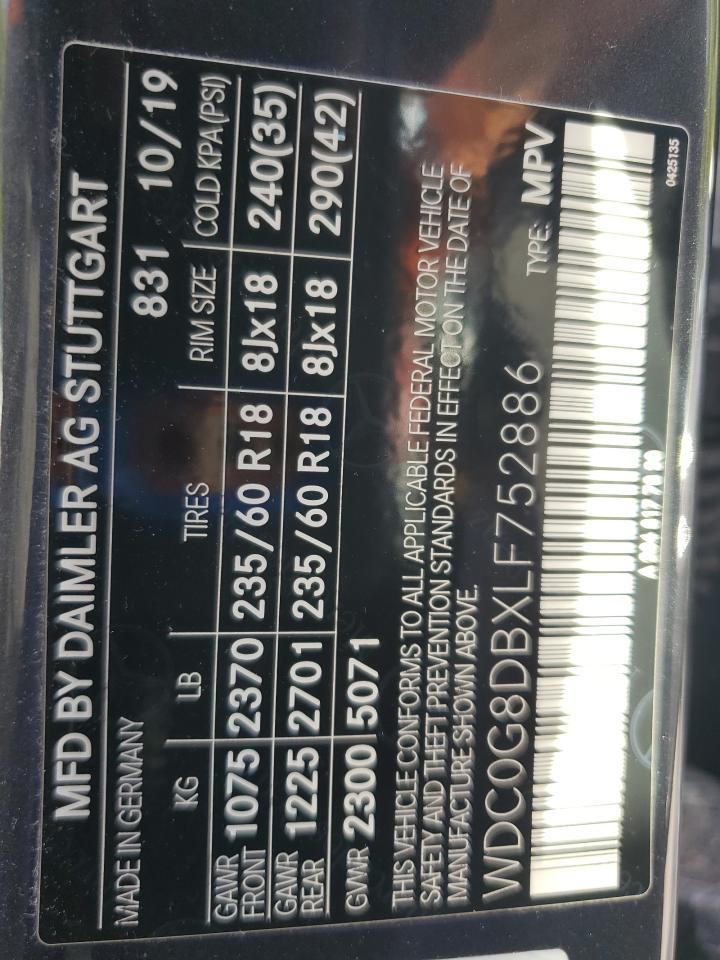 MFD BY DAIMLER AG STUTTGART
MADE IN GERMANY 831 10/19
KG LB TIRES RIM SIZE COLD KPA(PSI)
GAWR FRONT 1075 2370 235/60 R18 8Jx18 240(35)
GAWR REAR 1225 2701 235/60 R18 8Jx18 290(42)
GVWR 2300 5071
THIS VEHICLE CONFORMS TO ALL APPLICABLE FEDERAL MOTOR VEHICLE
SAFETY AND THEFT PREVENTION STANDARDS IN EFFECT ON THE DATE OF
MANUFACTURE SHOWN ABOVE.
WDC0G8DBXLF752886 TYPE: MPV
0425135